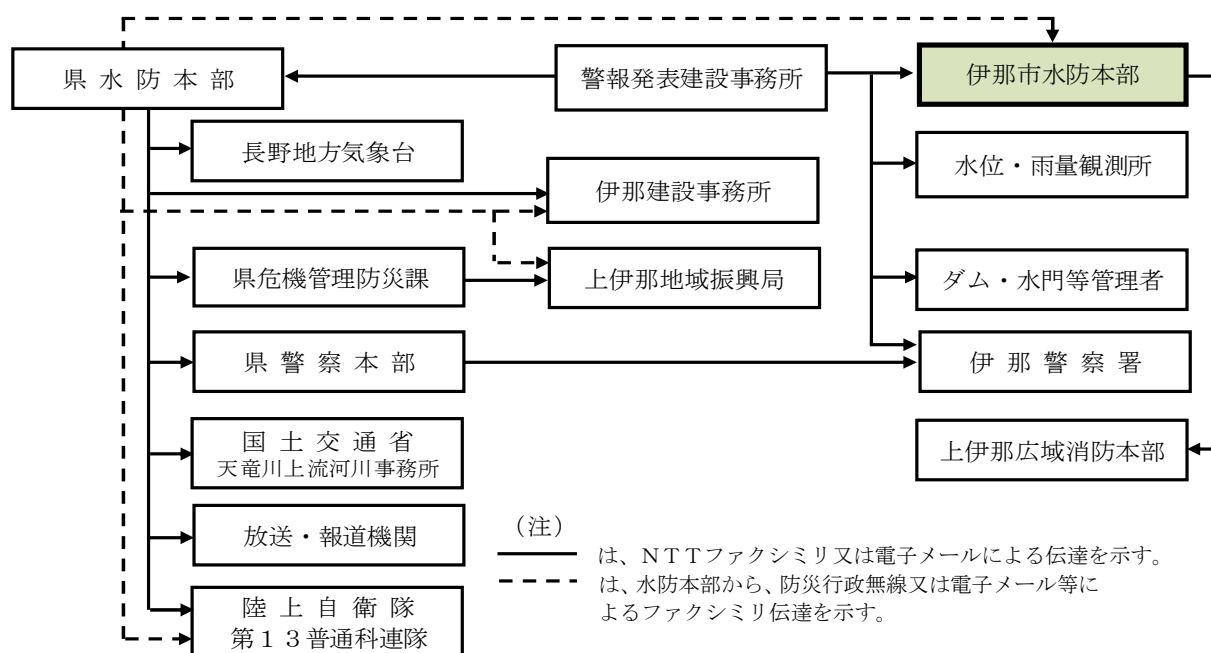 県水防本部
警報発表建設事務所
伊那市水防本部
長野地方気象台
水位・雨量観測所
伊那建設事務所
県危機管理防災課
上伊那地域振興局
ダム・水門等管理者
県警察本部
伊那警察署
国土交通省
天竜川上流河川事務所
上伊那広域消防本部
放送・報道機関
（注）
は、ＮＴＴファクシミリ又は電子メールによる伝達を示す。
は、水防本部から、防災行政無線又は電子メール等に
よるファクシミリ伝達を示す。
陸上自衛隊
第１３普通科連隊